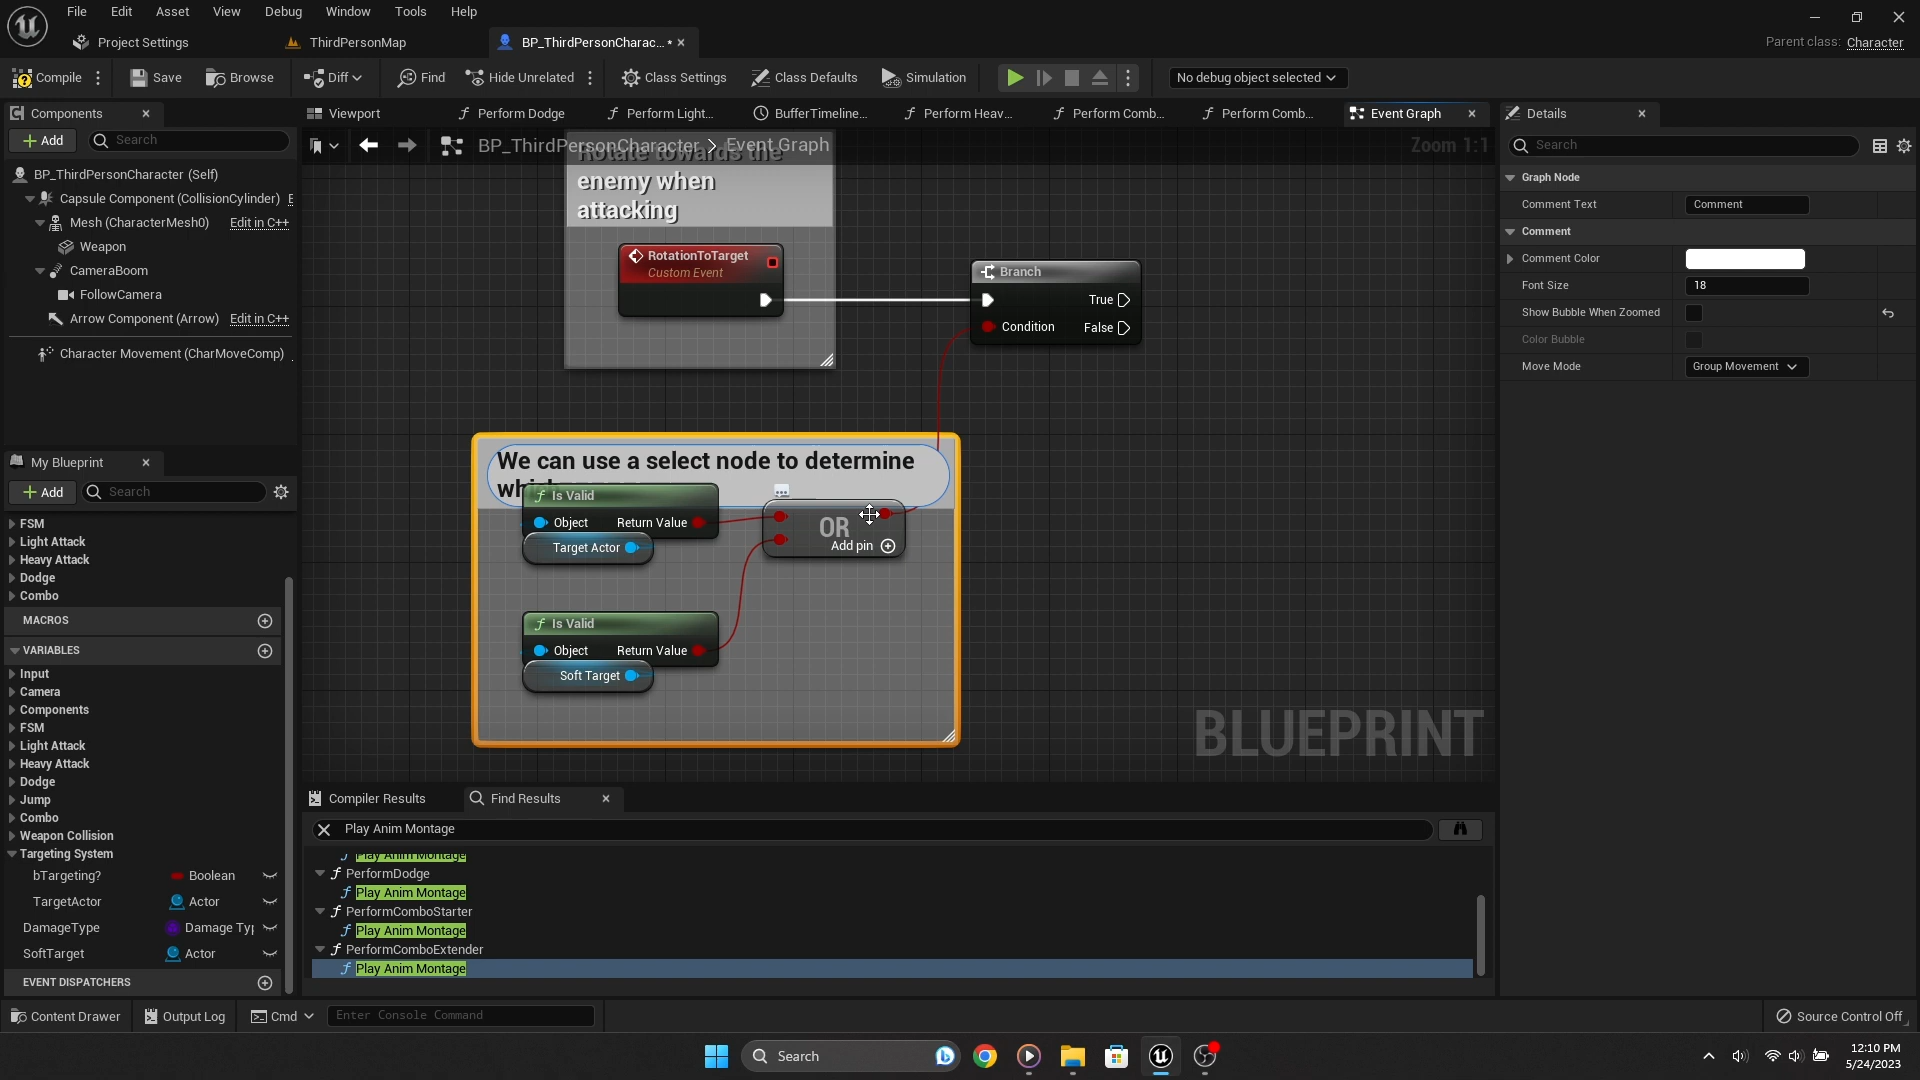 File Edit Asset View Debug Window Tools Help
Project Settings
ThirdPersonMap
BP_ThirdPersonCharac... •
Parent class: Character
Compile
Save
Browse
Diff
Find
Hide Unrelated
Class Settings
Class Defaults
Simulation
No debug object selected
Components
Add
Search
BP_ThirdPersonCharacter (Self)
Capsule Component (CollisionCylinder) E
Mesh (CharacterMesh0) Edit in C++
Weapon
CameraBoom
FollowCamera
Arrow Component (Arrow) Edit in C++
Character Movement (CharMoveComp)
My Blueprint
Add
Search
FSM
Light Attack
Heavy Attack
Dodge
Combo
MACROS
VARIABLES
Input
Camera
Components
FSM
Light Attack
Heavy Attack
Dodge
Jump
Combo
Weapon Collision
Targeting System
bTargeting? Boolean
TargetActor Actor
DamageType Damage Typ
SoftTarget Actor
EVENT DISPATCHERS
Viewport
Perform Dodge
Perform Light...
BufferTimeline...
Perform Heav...
Perform Comb...
Perform Comb...
Event Graph
BP_ThirdPersonCharacter > Event Graph
Zoom 1:1
Rotate towards the
enemy when
attacking
RotationToTarget
Custom Event
Branch
True
Condition False
We can use a select node to determine
Is Valid
Object Return Value
Target Actor
OR
Add pin
Is Valid
Object Return Value
Soft Target
BLUEPRINT
Compiler Results
Find Results
Play Anim Montage
Play Anim Montage
PerformDodge
Play Anim Montage
PerformComboStarter
Play Anim Montage
PerformComboExtender
Play Anim Montage
Details
Search
Graph Node
Comment Text Comment
Comment
Comment Color
Font Size 18
Show Bubble When Zoomed
Color Bubble
Move Mode Group Movement
Content Drawer
Output Log
Cmd
Enter Console Command
Source Control Off
Search
12:10 PM
5/24/2023